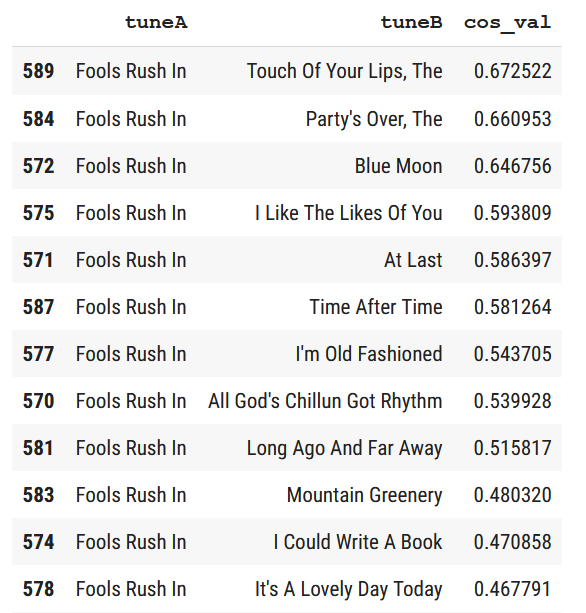 tuneA tuneB cos_val
589 Fools Rush In Touch Of Your Lips, The 0.672522
584 Fools Rush In Party's Over, The 0.660953
572 Fools Rush In Blue Moon 0.646756
575 Fools Rush In I Like The Likes Of You 0.593809
571 Fools Rush In At Last 0.586397
587 Fools Rush In Time After Time 0.581264
577 Fools Rush In I'm Old Fashioned 0.543705
570 Fools Rush In All God's Chillun Got Rhythm 0.539928
581 Fools Rush In Long Ago And Far Away 0.515817
583 Fools Rush In Mountain Greenery 0.480320
574 Fools Rush In I Could Write A Book 0.470858
578 Fools Rush In It's A Lovely Day Today 0.467791